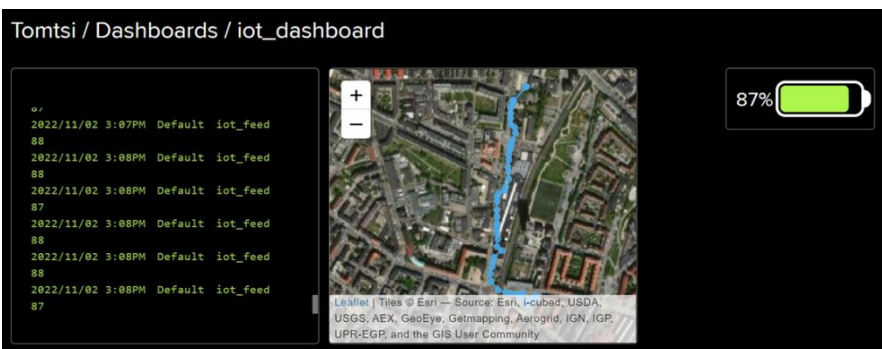 Tomtsi / Dashboards / iot_dashboard
2022/11/02 3:07PM Default iot_feed
88
2022/11/02 3:08PM Default iot_feed
88
2022/11/02 3:08PM Default iot_feed
87
2022/11/02 3:08PM Default iot_feed
88
2022/11/02 3:08PM Default iot_feed
88
2022/11/02 3:08PM Default iot_feed
87
+
−
Leaflet | Tiles © Esri — Source: Esri, i-cubed, USDA,
USGS, AEX, GeoEye, Getmapping, Aerogrid, IGN, IGP,
UPR-EGP, and the GIS User Community
87%